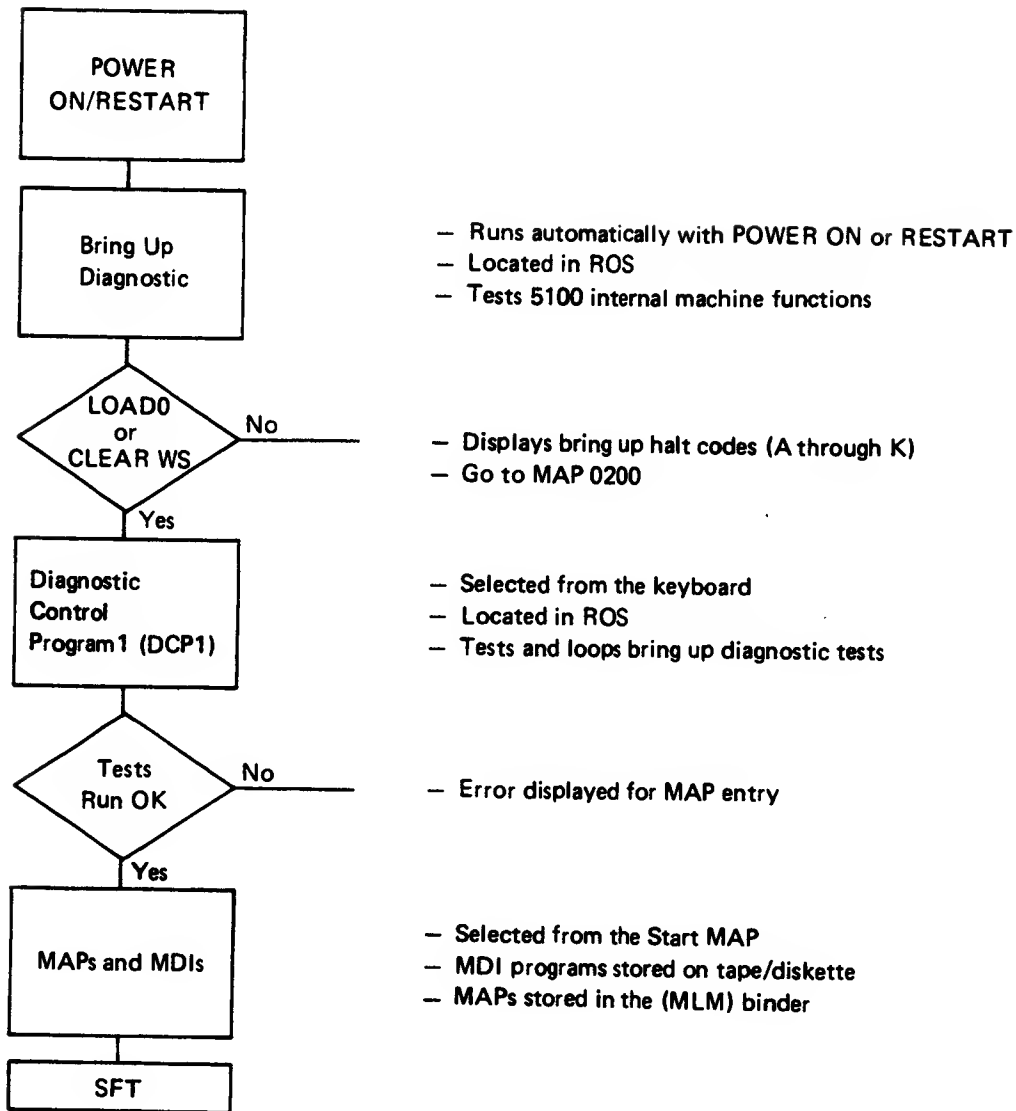 POWER
ON/RESTART
Bring Up
Diagnostic
– Runs automatically with POWER ON or RESTART
– Located in ROS
– Tests 5100 internal machine functions
LOAD0
or
CLEAR WS
No
– Displays bring up halt codes (A through K)
– Go to MAP 0200
Yes
Diagnostic
Control
Program1 (DCP1)
– Selected from the keyboard
– Located in ROS
– Tests and loops bring up diagnostic tests
Tests
Run OK
No
– Error displayed for MAP entry
Yes
MAPs and MDIs
– Selected from the Start MAP
– MDI programs stored on tape/diskette
– MAPs stored in the (MLM) binder
SFT